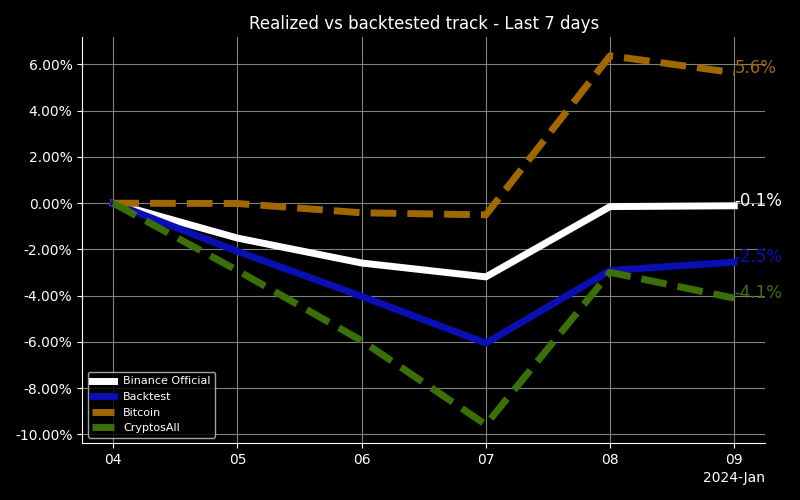 Realized vs backtested track - Last 7 days
6.00%
4.00%
2.00%
0.00%
-2.00%
-4.00%
-6.00%
-8.00%
-10.00%
5.6%
-0.1%
-2.5%
-4.1%
Binance Official
Backtest
Bitcoin
CryptosAll
04 05 06 07 08 09
2024-Jan